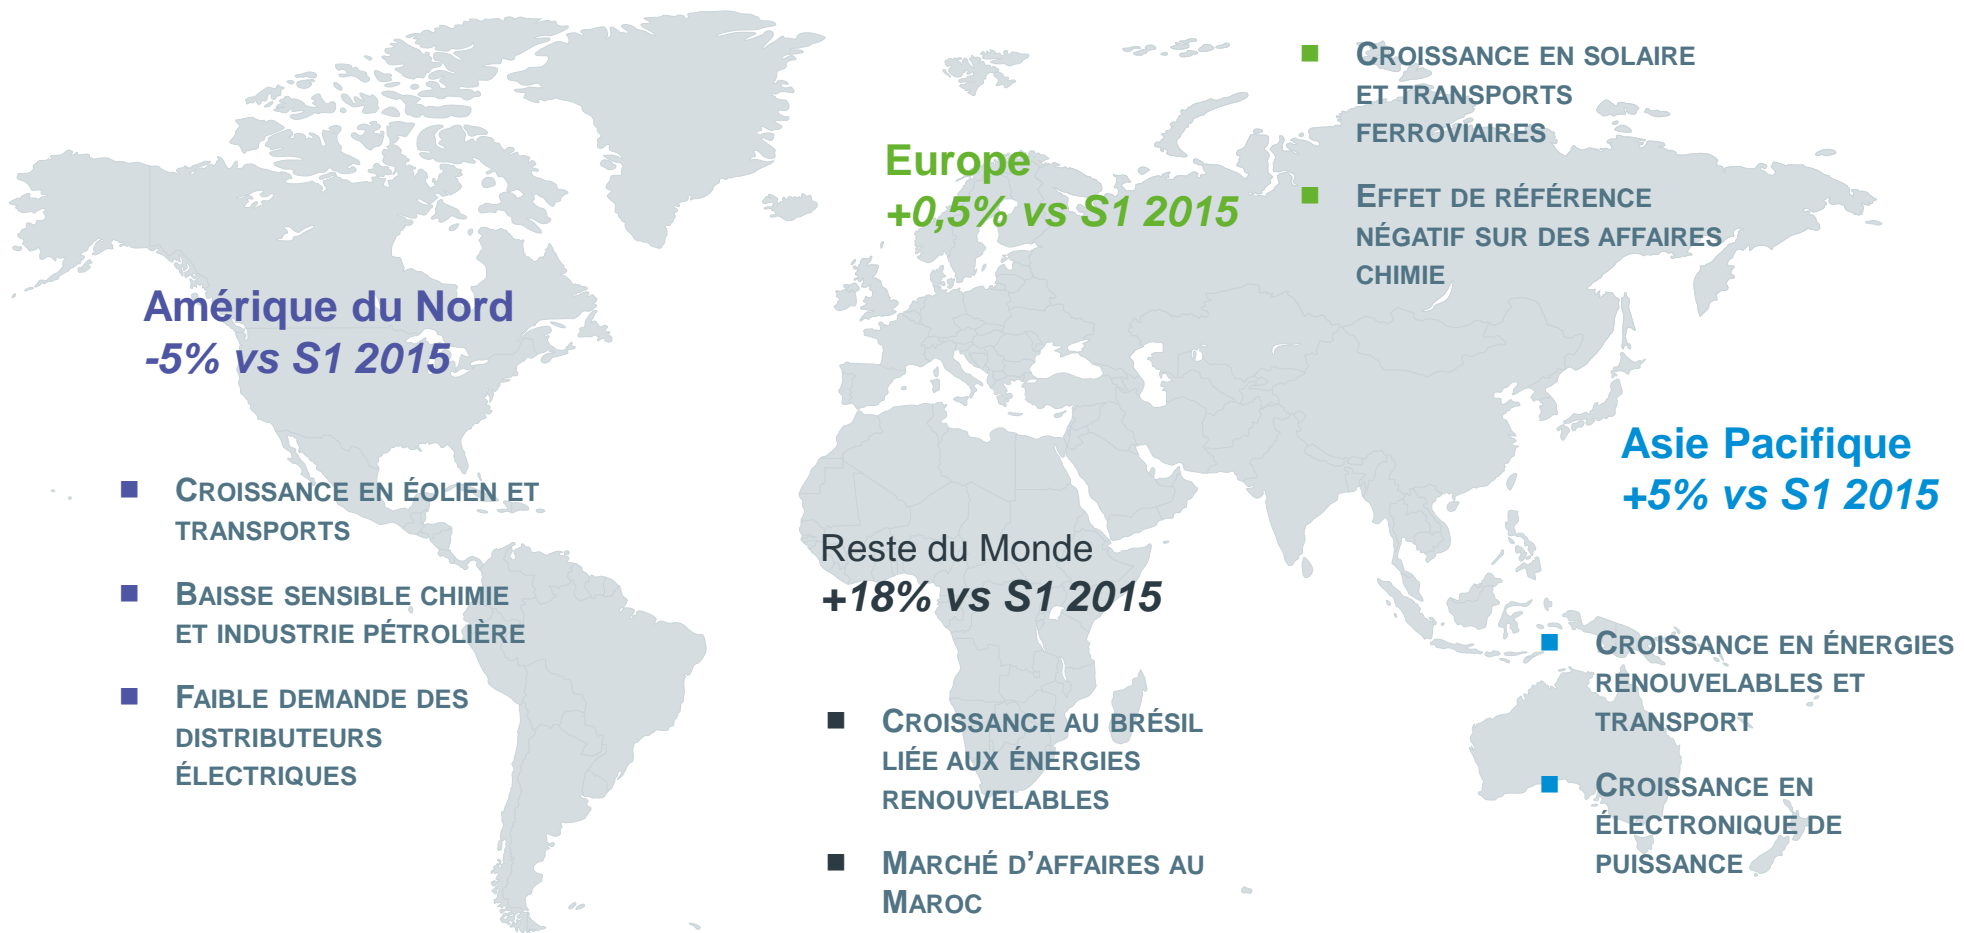 Amérique du Nord
-5% vs S1 2015
■ CROISSANCE EN ÉOLIEN ET
TRANSPORTS
■ BAISSE SENSIBLE CHIMIE
ET INDUSTRIE PÉTROLIÈRE
■ FAIBLE DEMANDE DES
DISTRIBUTEURS
ÉLECTRIQUES
Europe
+0,5% vs S1 2015
■ CROISSANCE EN SOLAIRE
ET TRANSPORTS
FERROVIAIRES
■ EFFET DE RÉFÉRENCE
NÉGATIF SUR DES AFFAIRES
CHIMIE
Reste du Monde
+18% vs S1 2015
■ CROISSANCE AU BRÉSIL
LIÉE AUX ÉNERGIES
RENOUVELABLES
■ MARCHÉ D’AFFAIRES AU
MAROC
Asie Pacifique
+5% vs S1 2015
■ CROISSANCE EN ÉNERGIES
RENOUVELABLES ET
TRANSPORT
■ CROISSANCE EN
ÉLECTRONIQUE DE
PUISSANCE